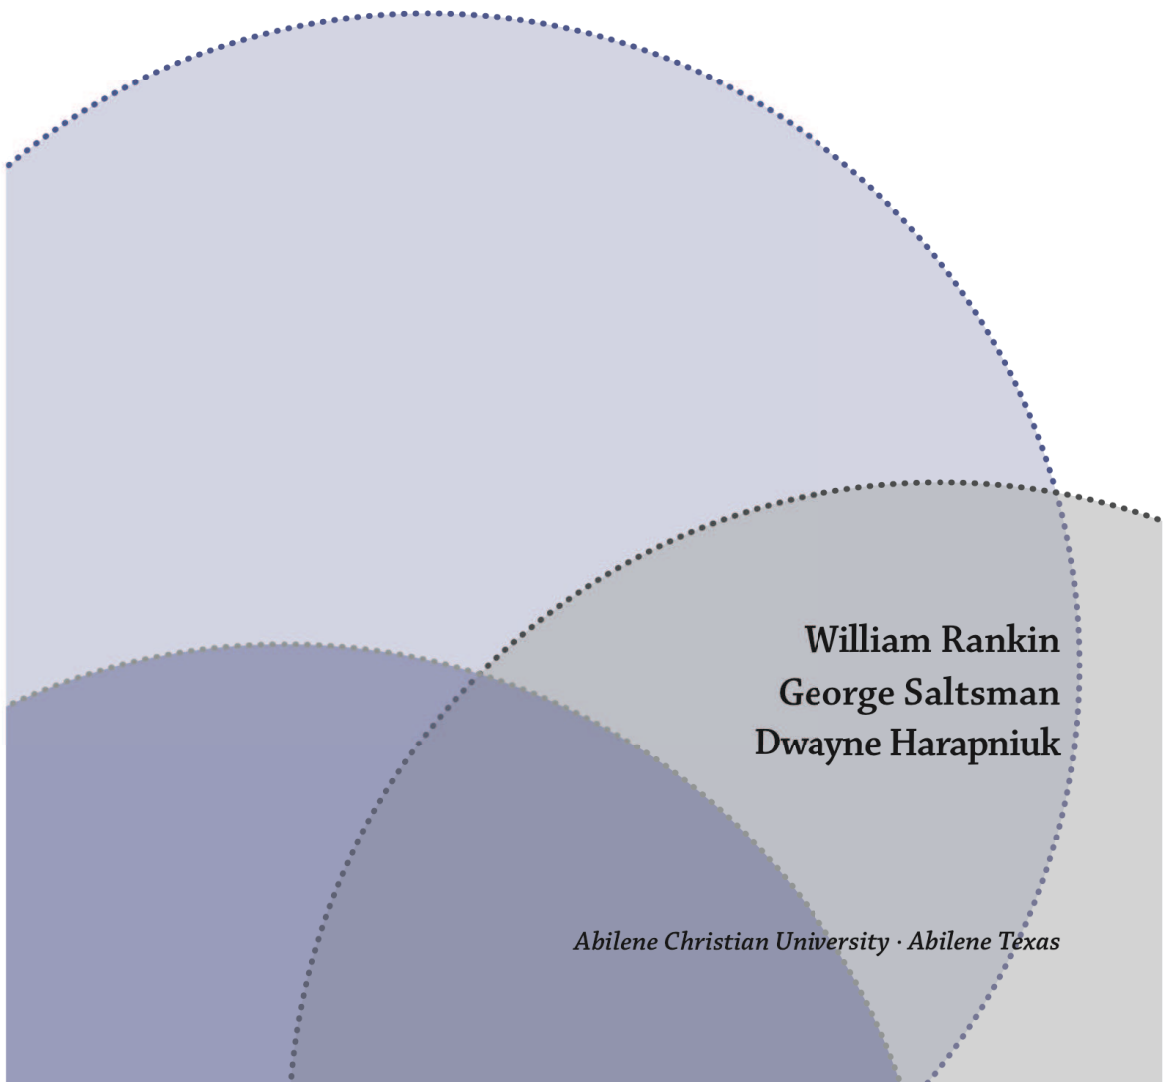 William Rankin
George Saltsman
Dwayne Harapniuk
Abilene Christian University · Abilene Texas